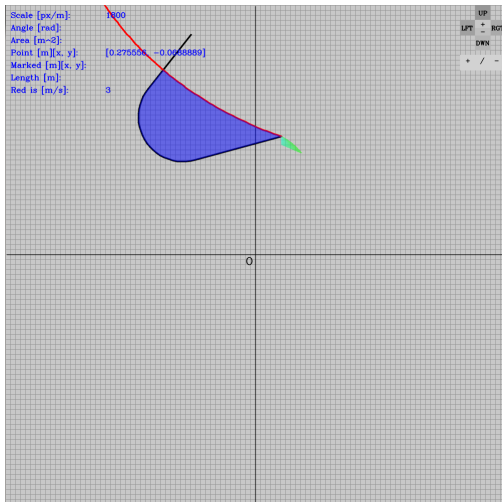 Scale [px/m]: 1800
Angle [rad]:
Area [m-2]:
Point [m][x, y]: [0.275556, -0.0688889]
Marked [m][x, y]:
Length [m]:
Red is [m/s]: 3
UP
LFT + RGT
-
DWN
+ / -
0